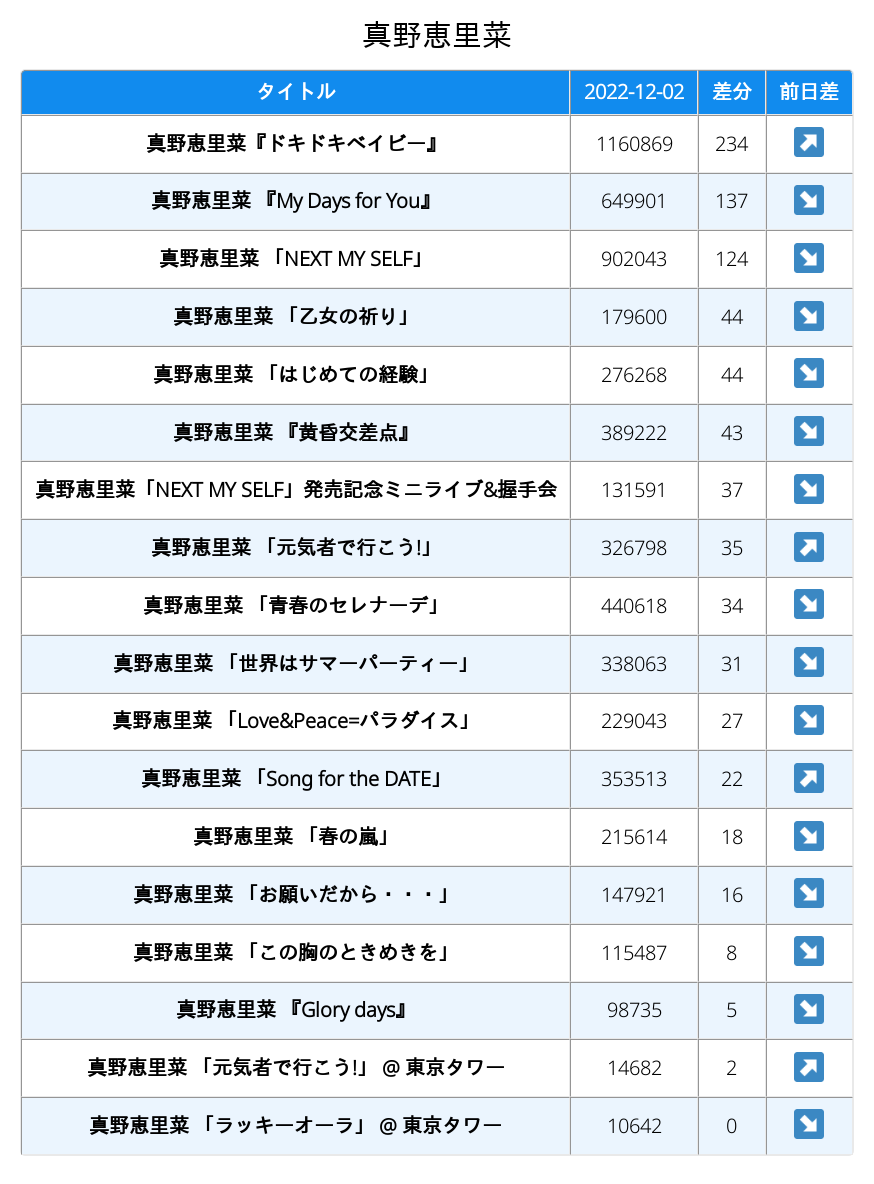 真野恵里菜
タイトル 2022-12-02 差分 前日差
真野恵里菜『ドキドキベイビー』 1160869 234 ↗
真野恵里菜 『My Days for You』 649901 137 ↘
真野恵里菜 「NEXT MY SELF」 902043 124 ↘
真野恵里菜 「乙女の祈り」 179600 44 ↘
真野恵里菜 「はじめての経験」 276268 44 ↘
真野恵里菜 『黄昏交差点』 389222 43 ↘
真野恵里菜「NEXT MY SELF」発売記念ミニライブ&握手会 131591 37 ↘
真野恵里菜 「元気者で行こう!」 326798 35 ↗
真野恵里菜 「青春のセレナーデ」 440618 34 ↘
真野恵里菜 「世界はサマーパーティー」 338063 31 ↘
真野恵里菜 「Love&Peace=パラダイス」 229043 27 ↘
真野恵里菜 「Song for the DATE」 353513 22 ↗
真野恵里菜 「春の嵐」 215614 18 ↘
真野恵里菜 「お願いだから・・・」 147921 16 ↘
真野恵里菜 「この胸のときめきを」 115487 8 ↘
真野恵里菜 『Glory days』 98735 5 ↘
真野恵里菜 「元気者で行こう!」 @ 東京タワー 14682 2 ↗
真野恵里菜 「ラッキーオーラ」 @ 東京タワー 10642 0 ↘